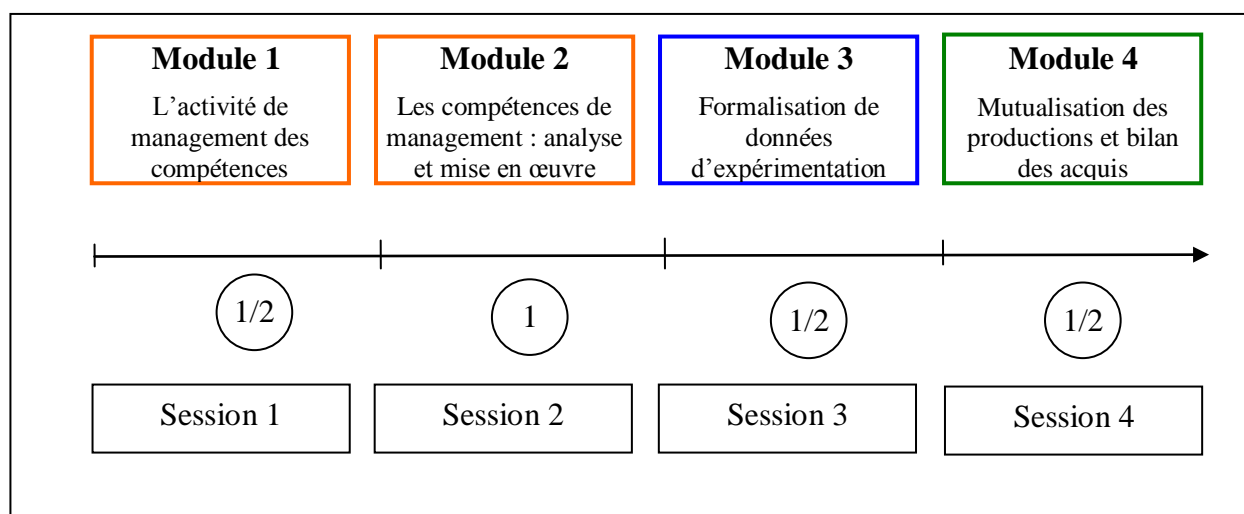 Module 1
L’activité de
management des
compétences
Module 2
Les compétences de
management : analyse
et mise en œuvre
Module 3
Formalisation de
données
d’expérimentation
Module 4
Mutualisation des
productions et bilan
des acquis
1/2
1
1/2
1/2
Session 1
Session 2
Session 3
Session 4